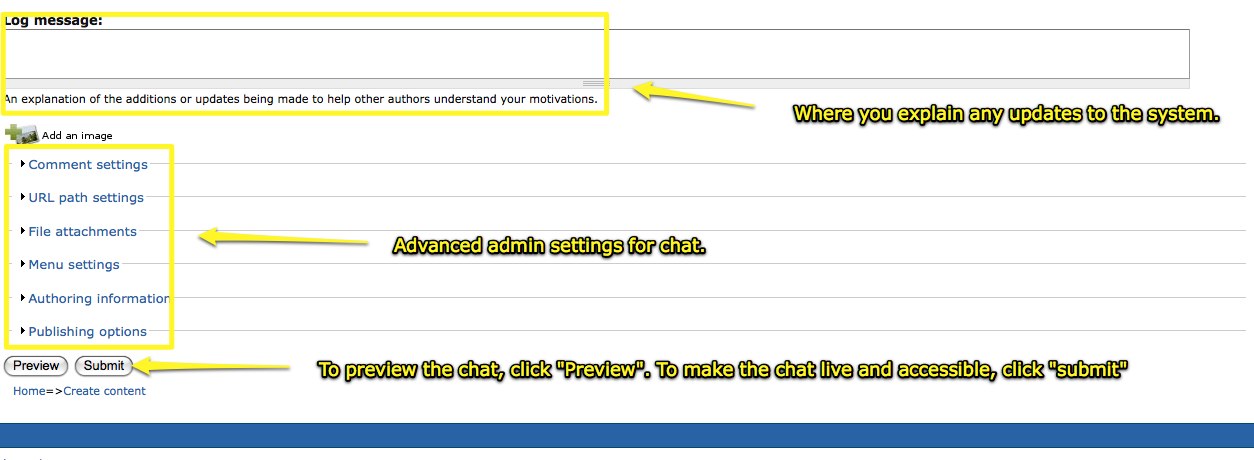 Log message:
An explanation of the additions or updates being made to help other authors understand your motivations.
Where you explain any updates to the system.
Add an image
Comment settings
URL path settings
File attachments
Advanced admin settings for chat.
Menu settings
Authoring information
Publishing options
Preview Submit
To preview the chat, click "Preview". To make the chat live and accessible, click "submit"
Home=>Create content